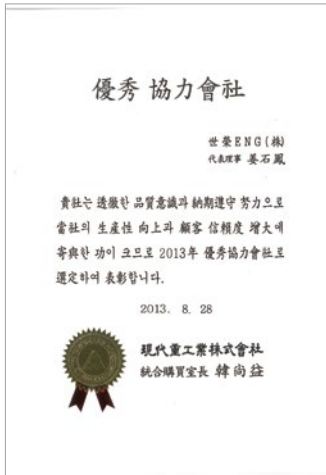 優秀 協力會社
世榮ENG(株)
代表理事 姜石鳳
貴社는 透徹한 品質意識과 納期遵守 努力으로
當社의 生産性 向上과 顧客 信賴度 增大에
寄與한 功이 크므로 2013年 優秀協力會社로
選定하여 表彰합니다.
2013. 8. 28
現代重工業株式會社
統合購買室長 韓尙益